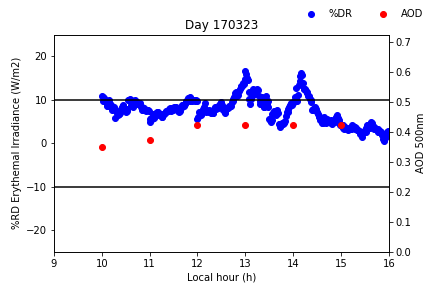 %DR AOD
Day 170323
%RD Erythemal Irradiance (W/m2)
20
10
0
−10
−20
0.7
0.6
0.5
0.4
0.3
0.2
0.1
0.0
AOD 500nm
9 10 11 12 13 14 15 16
Local hour (h)